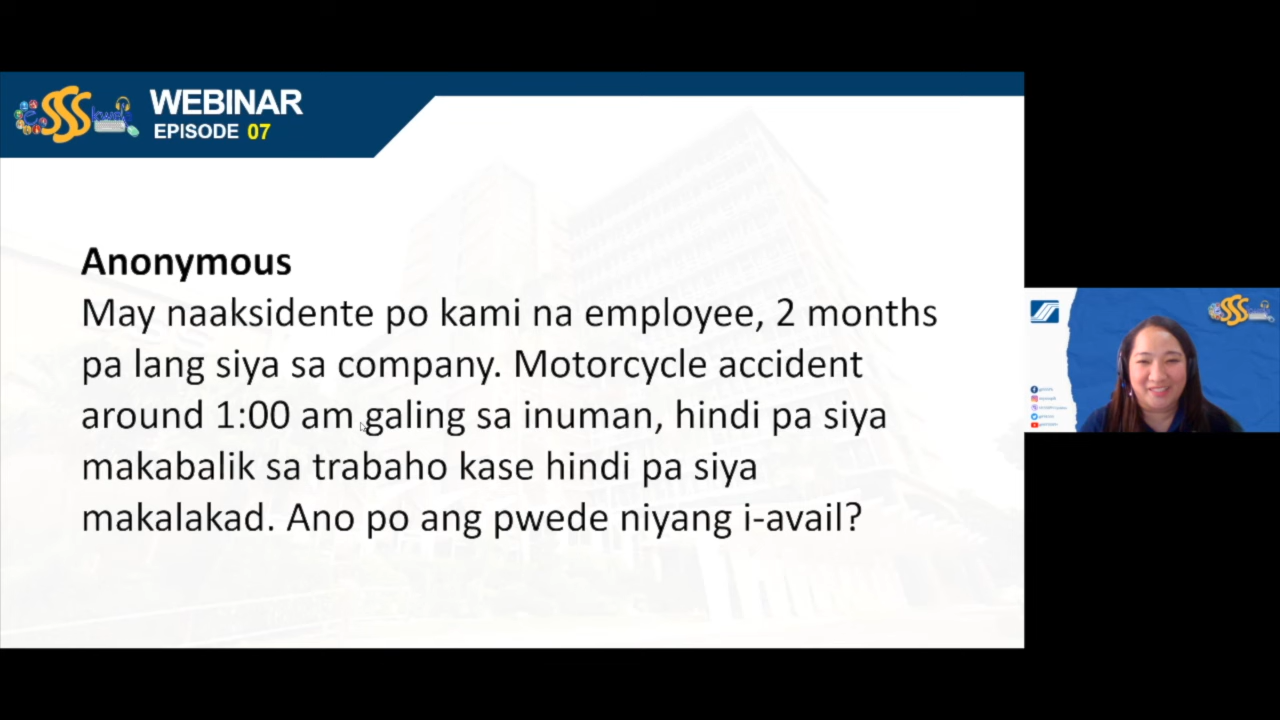 SSS
WEBINAR
EPISODE 07
Anonymous
May naaksidente po kami na employee, 2 months
pa lang siya sa company. Motorcycle accident
around 1:00 am galing sa inuman, hindi pa siya
makabalik sa trabaho kase hindi pa siya
makalakad. Ano po ang pwede niyang i-avail?
SSS